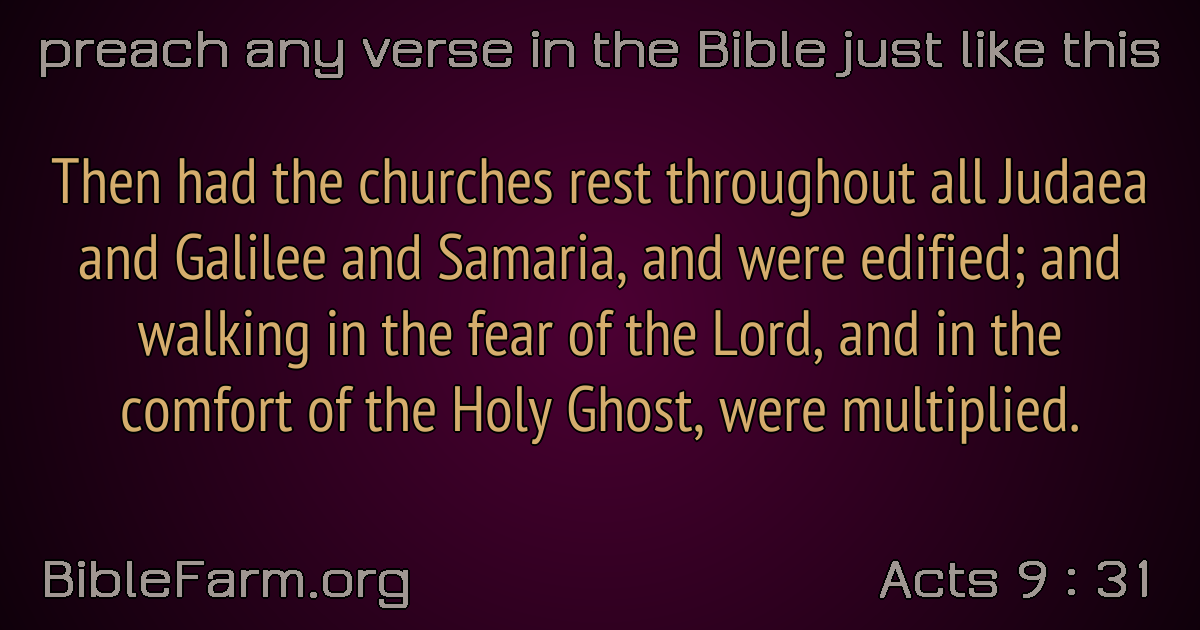 preach any verse in the Bible just like this
Then had the churches rest throughout all Judaea
and Galilee and Samaria, and were edified; and
walking in the fear of the Lord, and in the
comfort of the Holy Ghost, were multiplied.
BibleFarm.org
Acts 9 : 31